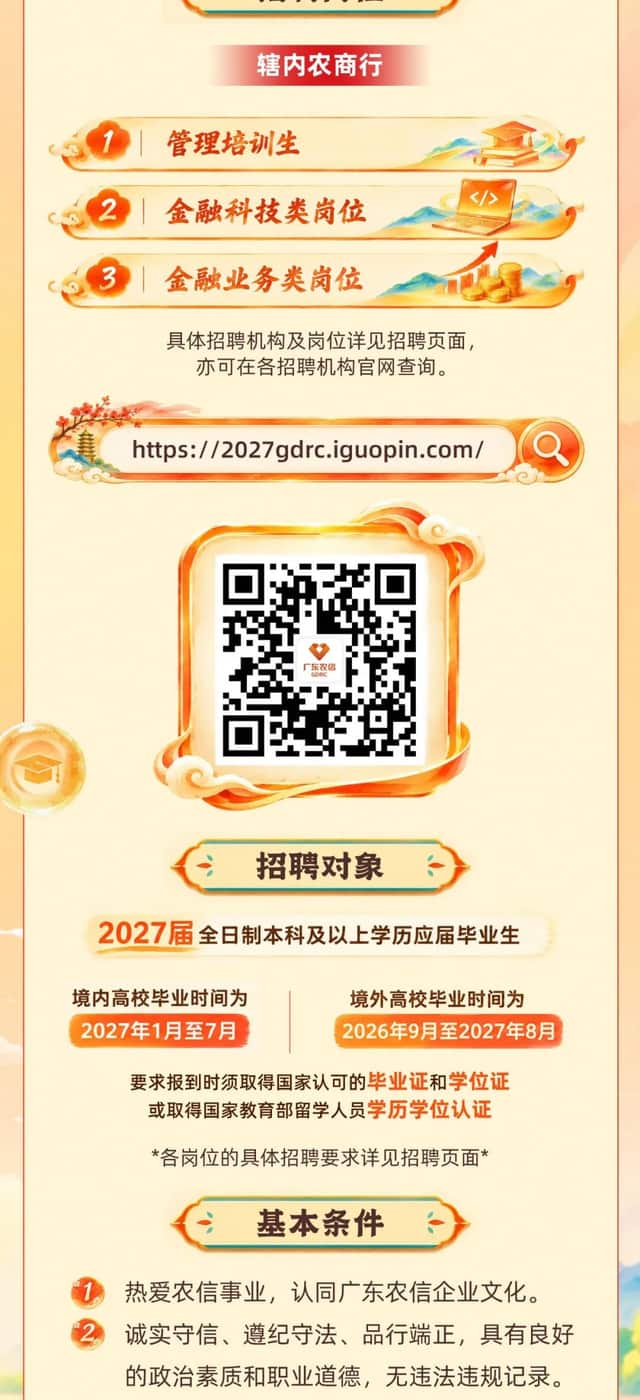 辖内农商行
1 管理培训生
2 金融科技类岗位
</>
3 金融业务类岗位
具体招聘机构及岗位详见招聘页面，
亦可在各招聘机构官网查询。
https://2027gdrc.iguopin.com/
广东农信
GDRC
招聘对象
2027届 全日制本科及以上学历应届毕业生
境内高校毕业时间为
2027年1月至7月
境外高校毕业时间为
2026年9月至2027年8月
要求报到时须取得国家认可的毕业证和学位证
或取得国家教育部留学人员学历学位认证
*各岗位的具体招聘要求详见招聘页面*
基本条件
1 热爱农信事业，认同广东农信企业文化。
2 诚实守信、遵纪守法、品行端正，具有良好
的政治素质和职业道德，无违法违规记录。